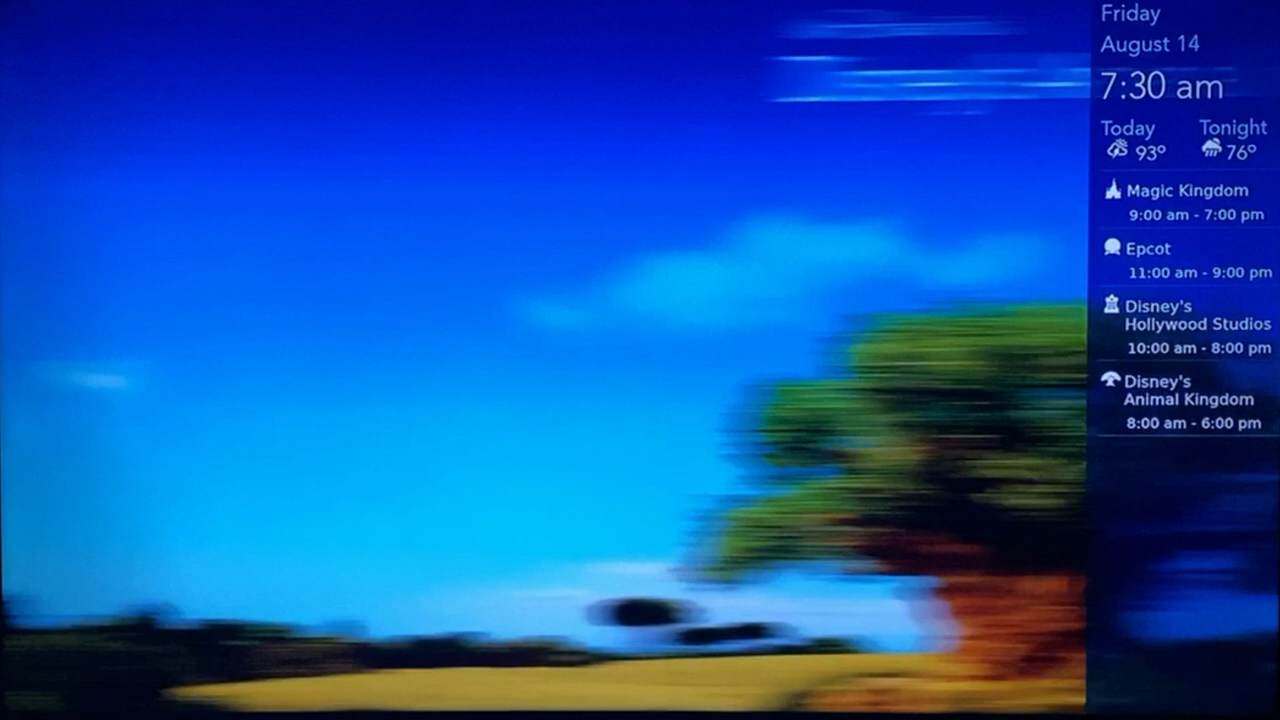 Friday
August 14
7:30 am
Today Tonight
93° 76°
Magic Kingdom
9:00 am - 7:00 pm
Epcot
11:00 am - 9:00 pm
Disney's
Hollywood Studios
10:00 am - 8:00 pm
Disney's
Animal Kingdom
8:00 am - 6:00 pm